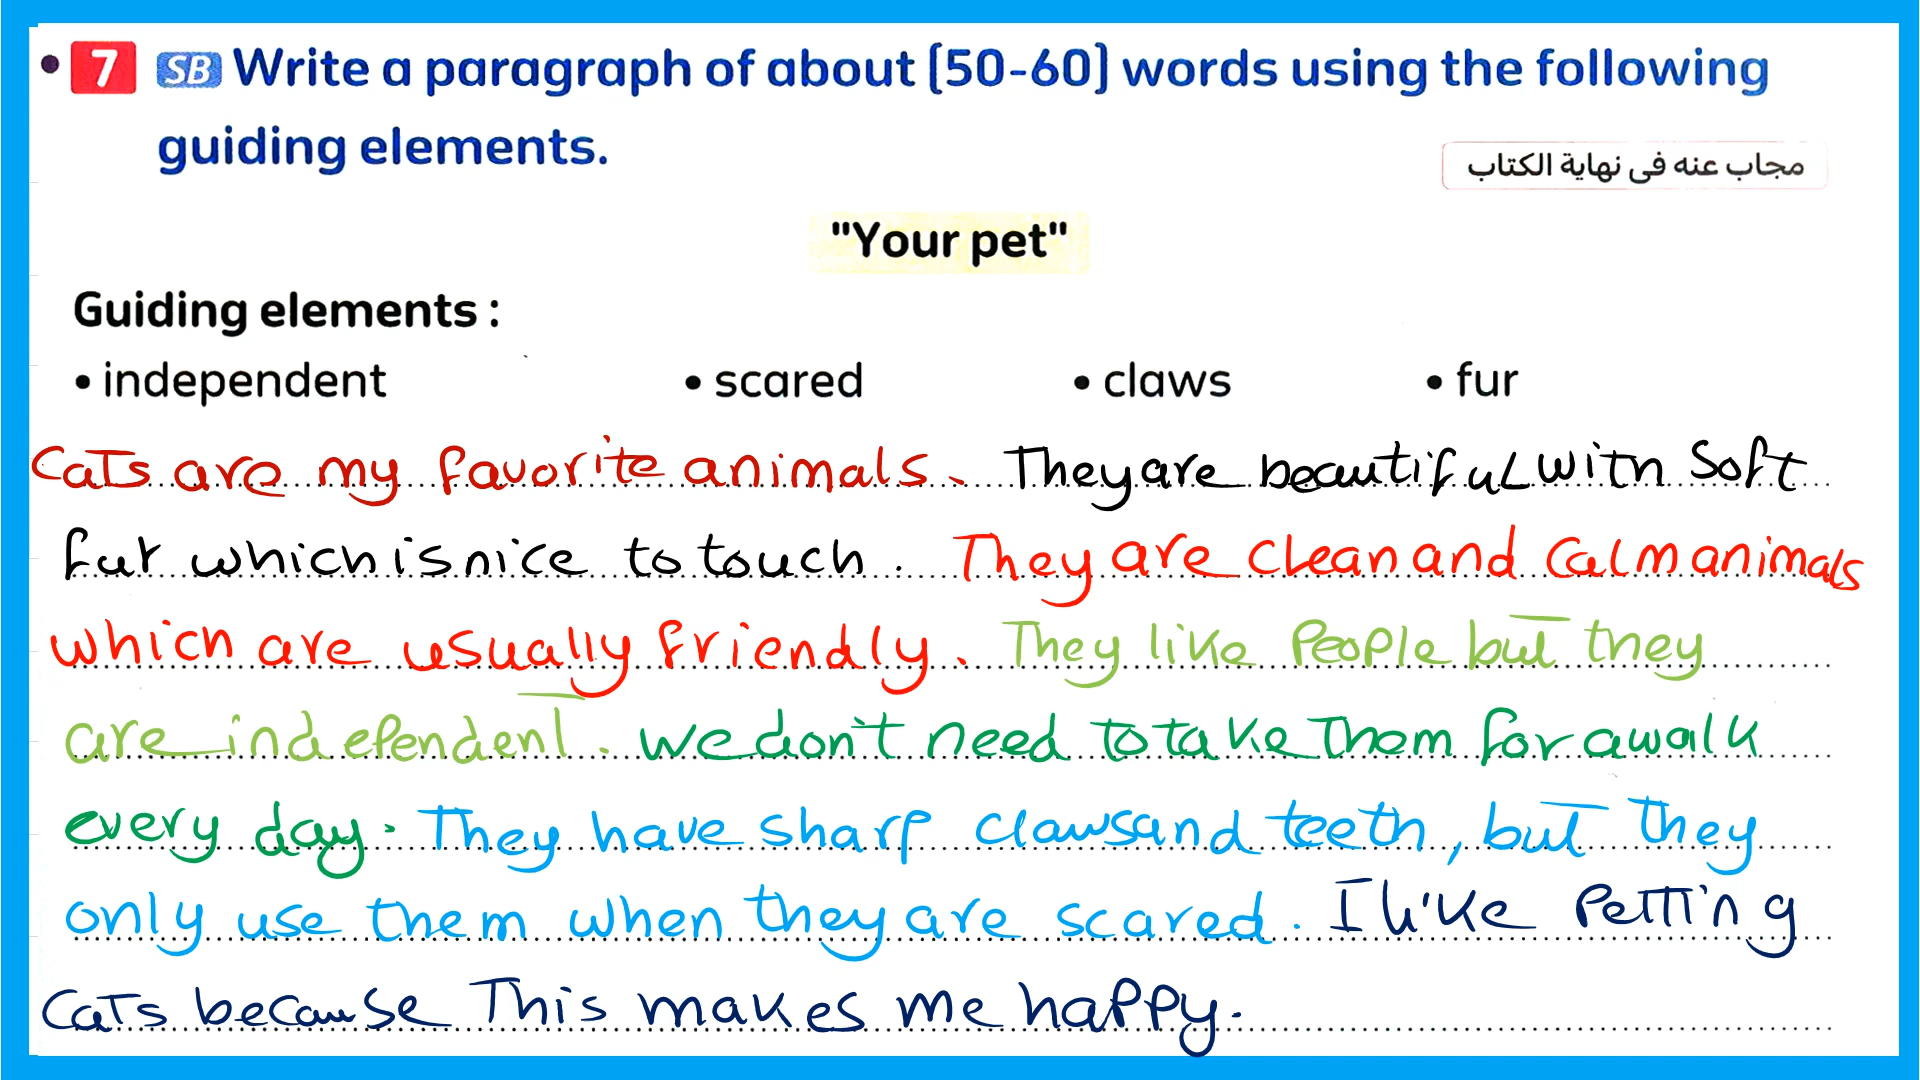 • 7 SB Write a paragraph of about (50-60) words using the following
guiding elements.
مجاب عنه فى نهاية الكتاب
"Your pet"
Guiding elements :
• independent • scared • claws • fur
Cats are my favorite animals. They are beautiful with soft
fur which is nice to touch. They are clean and calm animals
which are usually friendly. They like people but they
are independent. We don't need to take them for a walk
every day. They have sharp claws and teeth, but they
only use them when they are scared. I like petting
cats because this makes me happy.